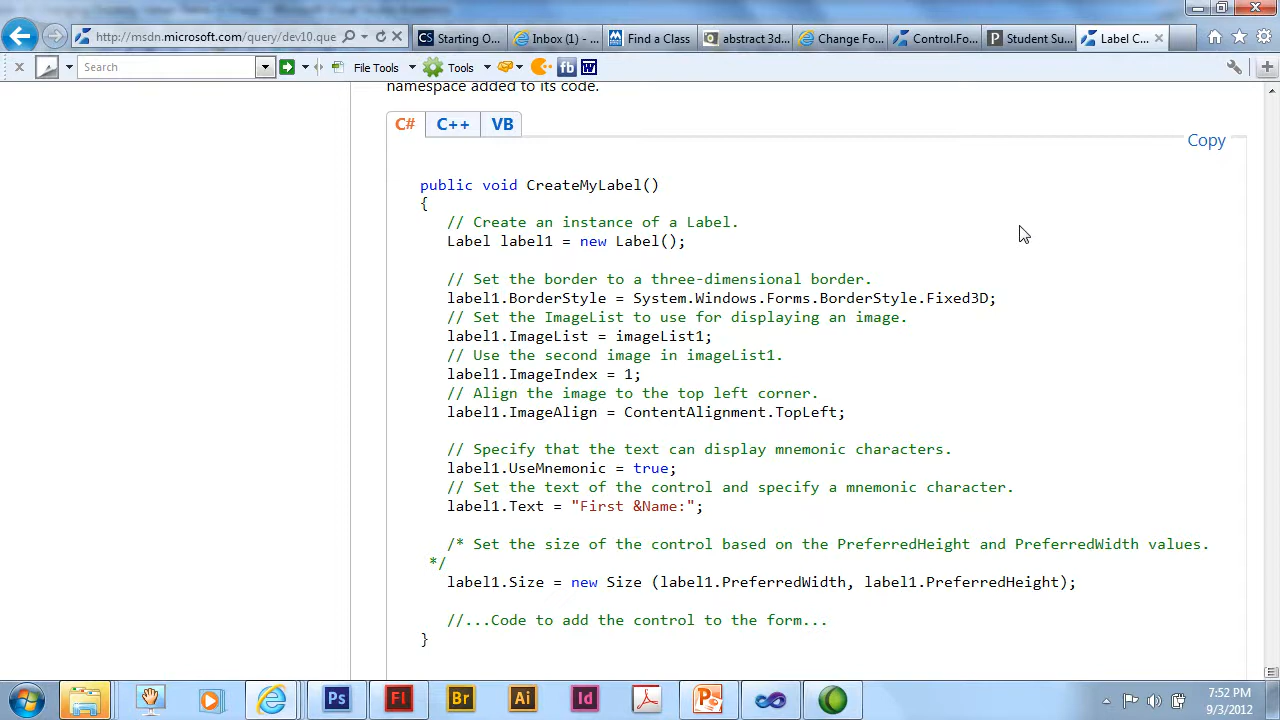 http://msdn.microsoft.com/query/dev10.que
Starting O...
Inbox (1) - ...
Find a Class
abstract 3d...
Change Fo...
Control.Fo...
Student Su...
Label C...
Search
File Tools
Tools
fb
W
namespace added to its code.
C#
C++
VB
Copy
public void CreateMyLabel()
{
// Create an instance of a Label.
Label label1 = new Label();
// Set the border to a three-dimensional border.
label1.BorderStyle = System.Windows.Forms.BorderStyle.Fixed3D;
// Set the ImageList to use for displaying an image.
label1.ImageList = imageList1;
// Use the second image in imageList1.
label1.ImageIndex = 1;
// Align the image to the top left corner.
label1.ImageAlign = ContentAlignment.TopLeft;
// Specify that the text can display mnemonic characters.
label1.UseMnemonic = true;
// Set the text of the control and specify a mnemonic character.
label1.Text = "First &Name:";
/* Set the size of the control based on the PreferredHeight and PreferredWidth values.
*/
label1.Size = new Size (label1.PreferredWidth, label1.PreferredHeight);
//...Code to add the control to the form...
}
Ps
Fl
Br
Ai
Id
7:52 PM
9/3/2012